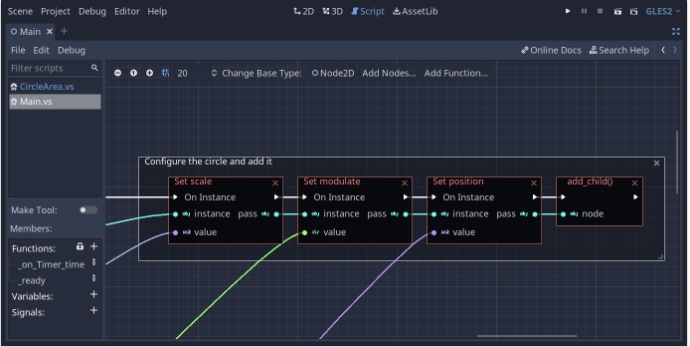 Scene Project Debug Editor Help 2D 3D Script AssetLib GLES2
Main
File Edit Debug Online Docs Search Help
Filter scripts
CircleArea.vs
Main.vs
20 Change Base Type: Node2D Add Nodes... Add Function...
Configure the circle and add it
Set scale Set modulate Set position add_child()
On Instance On Instance On Instance
instance pass instance pass instance pass node
value value value
Make Tool:
Members:
Functions:
_on_Timer_time
_ready
Variables:
Signals: